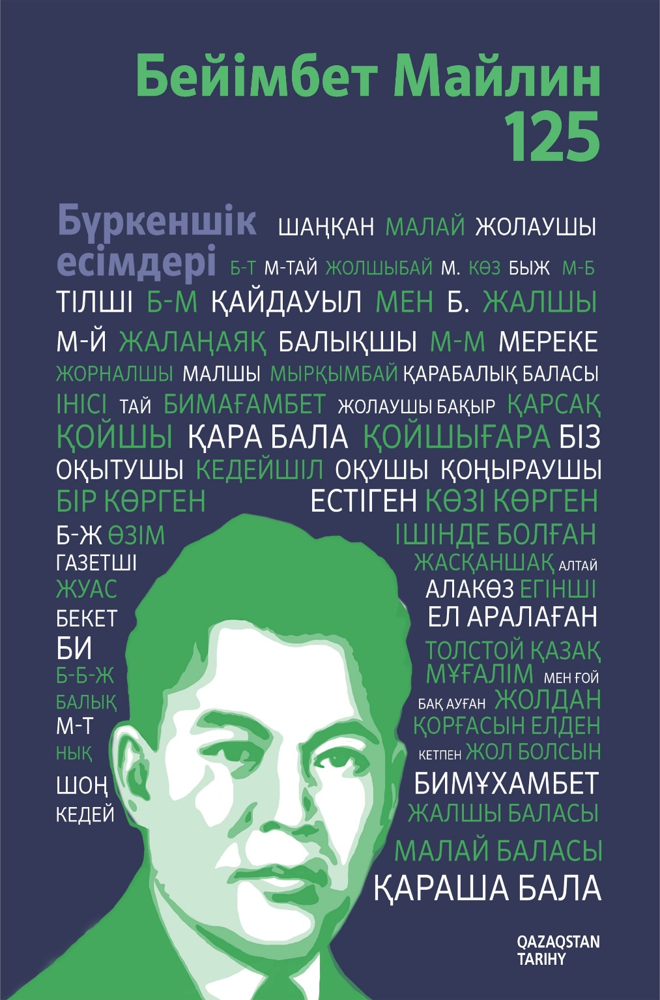 Бейімбет Майлин
125
Бүркеншік
есімдері
ШАҢҚАН МАЛАЙ ЖОЛАУШЫ
Б-Т М-ТАЙ ЖОЛШЫБАЙ М. КӨЗ БЫЖ М-Б
ТІЛШІ Б-М ҚАЙДАУЫЛ МЕН Б. ЖАЛШЫ
М-Й ЖАЛАҢАЯҚ БАЛЫҚШЫ М-М МЕРЕКЕ
ЖОРНАЛШЫ МАЛШЫ МЫРҚЫМБАЙ ҚАРАБАЛЫҚ БАЛАСЫ
ІНІСІ ТАЙ БИМАҒАМБЕТ ЖОЛАУШЫ БАҚЫР ҚАРСАҚ
ҚОЙШЫ ҚАРА БАЛА ҚОЙШЫҒАРА БІЗ
ОҚЫТУШЫ КЕДЕЙШІЛ ОҚУШЫ ҚОҢЫРАУШЫ
БІР КӨРГЕН ЕСТІГЕН КӨЗІ КӨРГЕН
Б-Ж ӨЗІМ ІШІНДЕ БОЛҒАН
ГАЗЕТШІ ЖАСҚАНШАҚ АЛТАЙ
ЖУАС АЛАКӨЗ ЕГІНШІ
БЕКЕТ ЕЛ АРАЛАҒАН
БИ ТОЛСТОЙ ҚАЗАҚ
Б-Б-Ж МҰҒАЛІМ МЕН ҒОЙ
БАЛЫҚ БАҚ АУҒАН ЖОЛДАН
М-Т ҚОРҒАСЫН ЕЛДЕН
НЫҚ КЕТПЕН ЖОЛ БОЛСЫН
ШОҢ БИМҰХАМБЕТ
КЕДЕЙ ЖАЛШЫ БАЛАСЫ
МАЛАЙ БАЛАСЫ
ҚАРАША БАЛА
QAZAQSTAN
TARIHY